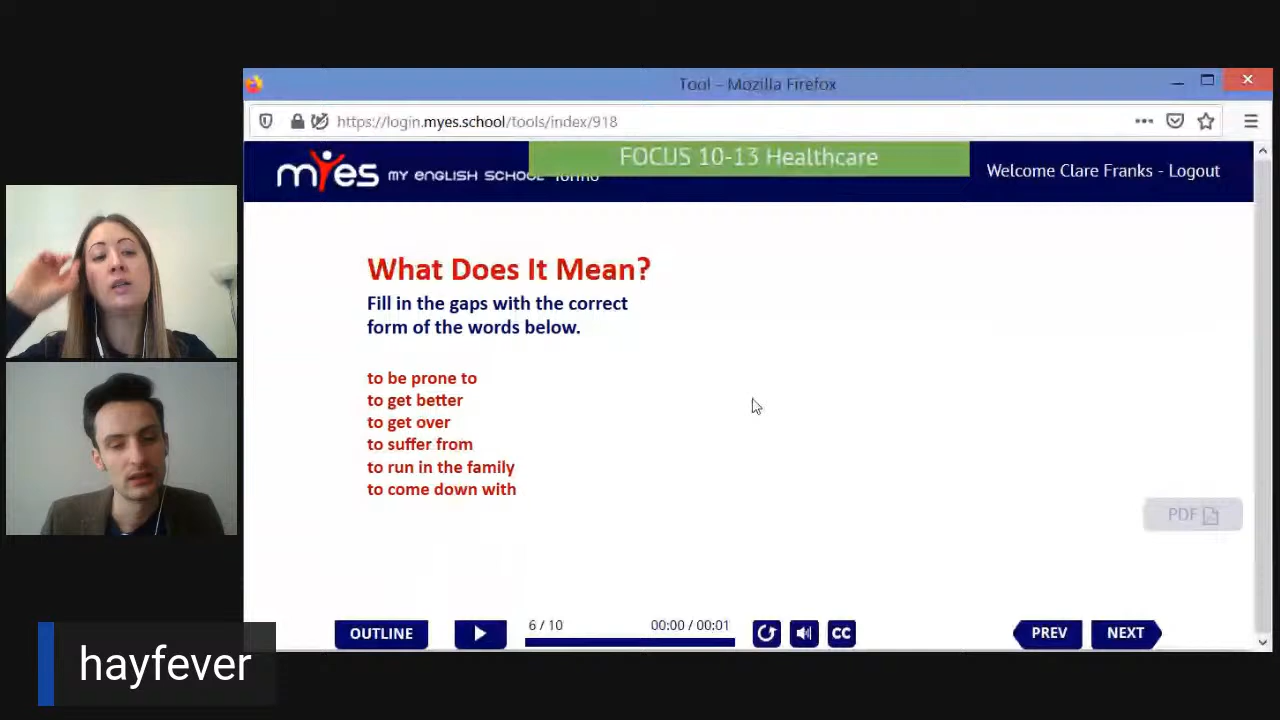 Tool - Mozilla Firefox
https://login.myes.school/tools/index/918
FOCUS 10-13 Healthcare
myes MY ENGLISH SCHOOL
Welcome Clare Franks - Logout
What Does It Mean?
Fill in the gaps with the correct
form of the words below.
to be prone to
to get better
to get over
to suffer from
to run in the family
to come down with
PDF
OUTLINE
6 / 10
00:00 / 00:01
CC
PREV
NEXT
hayfever